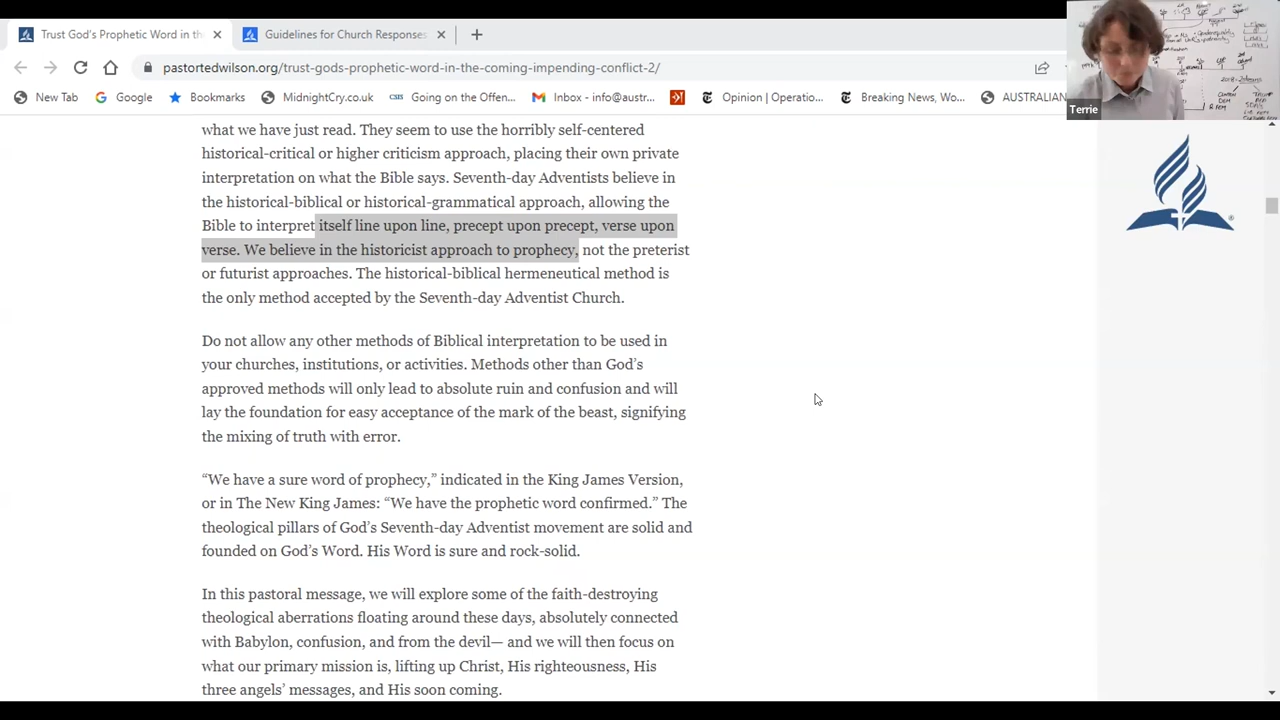 Trust God's Prophetic Word in the
Guidelines for Church Responses
pastortedwilson.org/trust-gods-prophetic-word-in-the-coming-impending-conflict-2/
New Tab Google Bookmarks MidnightCry.cuk CSIS Going on the Offen... Inbox - info@austr... Opinion | Operatio... Breaking News, Wo... AUSTRALIAN
Terrie
what we have just read. They seem to use the horribly self-centered
historical-critical or higher criticism approach, placing their own private
interpretation on what the Bible says. Seventh-day Adventists believe in
the historical-biblical or historical-grammatical approach, allowing the
Bible to interpret itself line upon line, precept upon precept, verse upon
verse. We believe in the historicist approach to prophecy, not the preterist
or futurist approaches. The historical-biblical hermeneutical method is
the only method accepted by the Seventh-day Adventist Church.
Do not allow any other methods of Biblical interpretation to be used in
your churches, institutions, or activities. Methods other than God's
approved methods will only lead to absolute ruin and confusion and will
lay the foundation for easy acceptance of the mark of the beast, signifying
the mixing of truth with error.
“We have a sure word of prophecy,” indicated in the King James Version,
or in The New King James: “We have the prophetic word confirmed.” The
theological pillars of God's Seventh-day Adventist movement are solid and
founded on God's Word. His Word is sure and rock-solid.
In this pastoral message, we will explore some of the faith-destroying
theological aberrations floating around these days, absolutely connected
with Babylon, confusion, and from the devil— and we will then focus on
what our primary mission is, lifting up Christ, His righteousness, His
three angels' messages, and His soon coming.